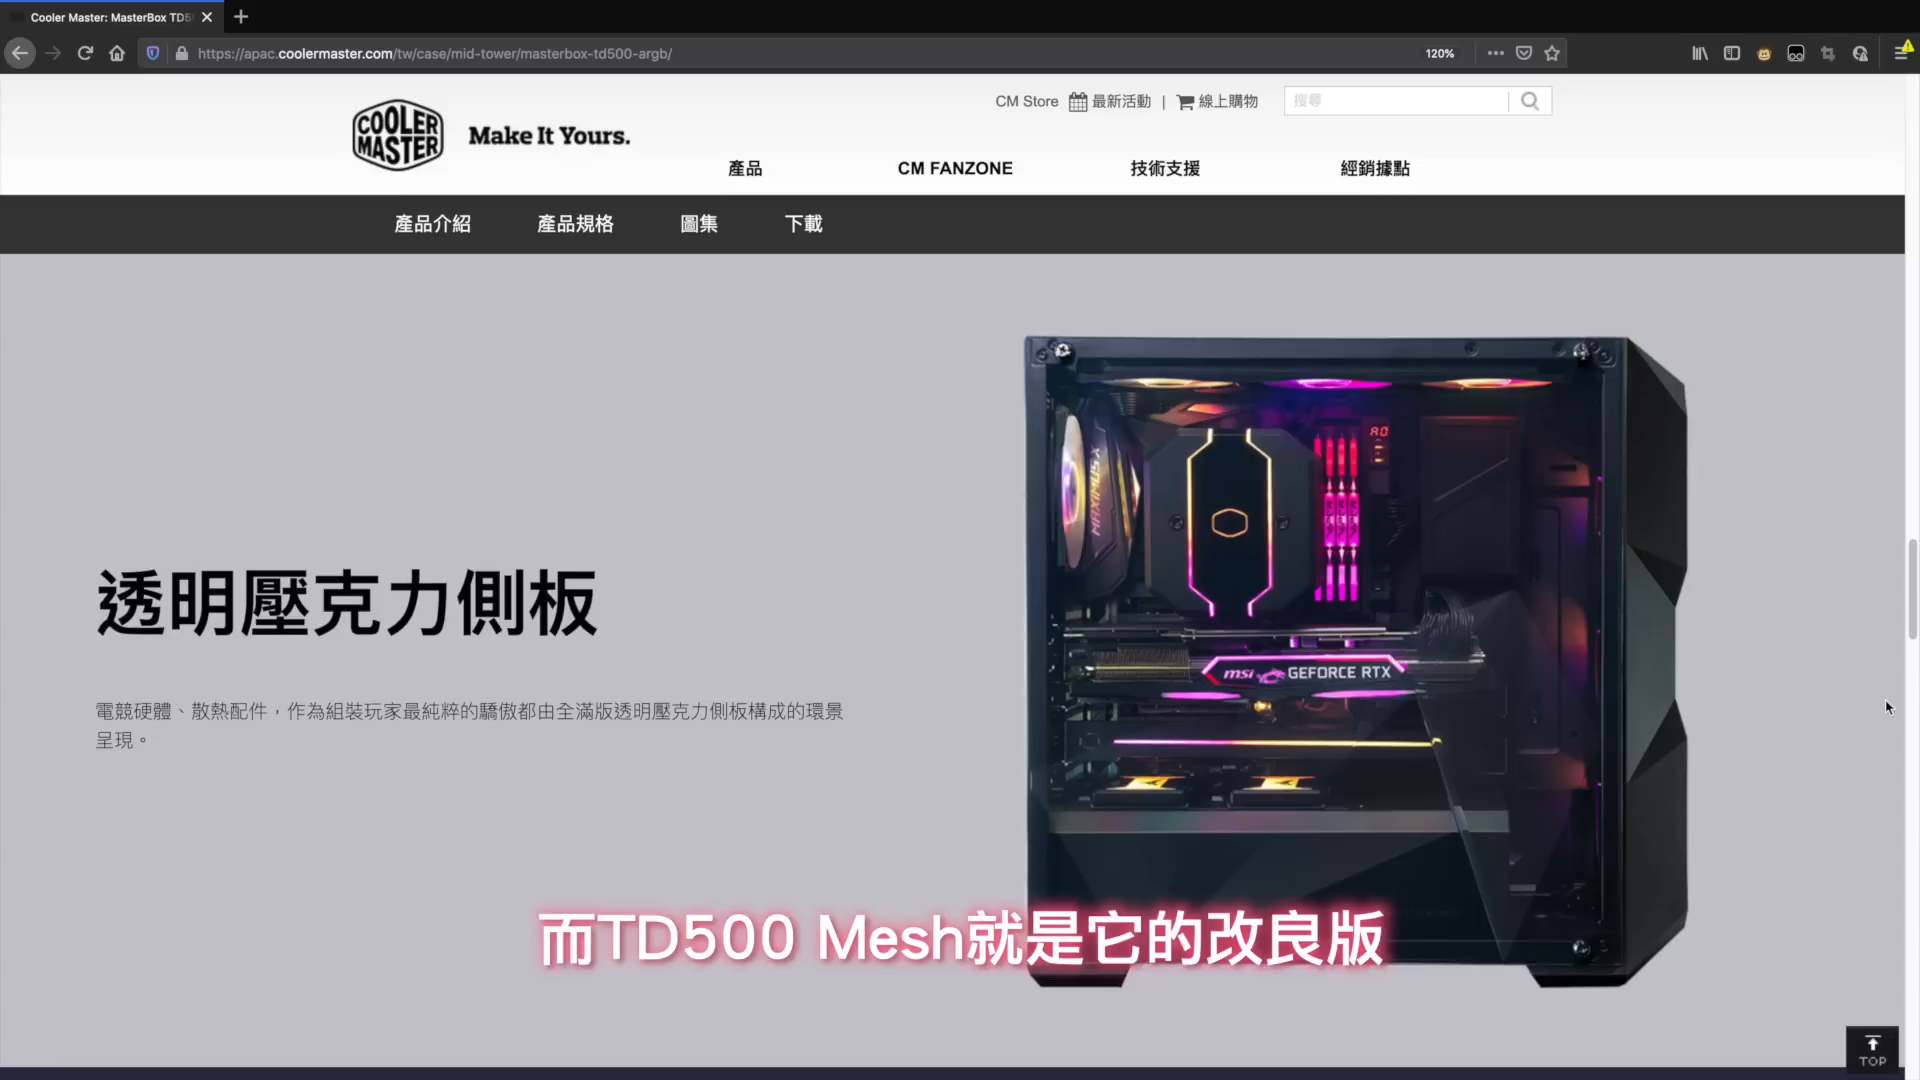 Cooler Master: MasterBox TD5
https://apac.coolermaster.com/tw/case/mid-tower/masterbox-td500-argb/
120%
COOLER MASTER
Make It Yours.
CM Store 最新活動 | 線上購物
搜尋
產品 CM FANZONE 技術支援 經銷據點
產品介紹 產品規格 圖集 下載
透明壓克力側板
電競硬體、散熱配件，作為組裝玩家最純粹的驕傲都由全滿版透明壓克力側板構成的環景
呈現。
MAXIMUS X
A0
msi GEFORCE RTX
而TD500 Mesh就是它的改良版
TOP